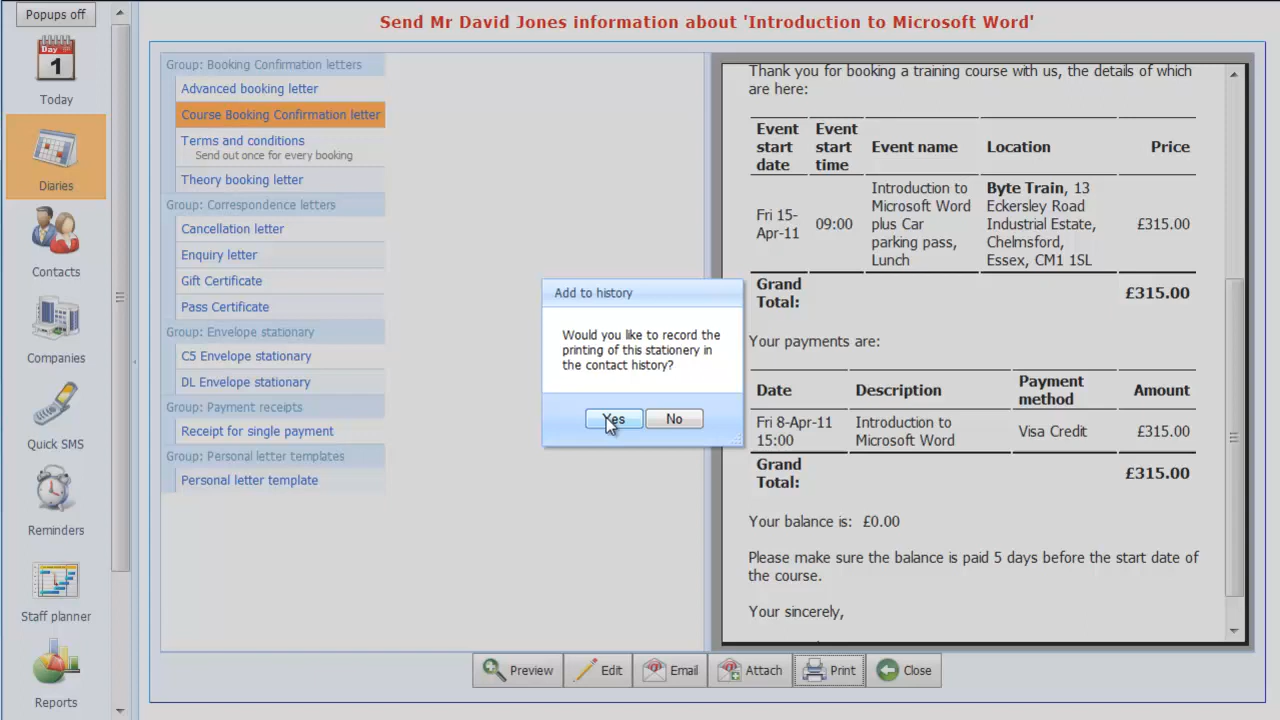 Popups off
Day
1
Today
Diaries
Contacts
Companies
Quick SMS
Reminders
Staff planner
Reports
Send Mr David Jones information about 'Introduction to Microsoft Word'
Group: Booking Confirmation letters
Advanced booking letter
Course Booking Confirmation letter
Terms and conditions
Send out once for every booking
Theory booking letter
Group: Correspondence letters
Cancellation letter
Enquiry letter
Gift Certificate
Pass Certificate
Group: Envelope stationary
C5 Envelope stationary
DL Envelope stationary
Group: Payment receipts
Receipt for single payment
Group: Personal letter templates
Personal letter template
Add to history
Would you like to record the
printing of this stationery in
the contact history?
Yes
No
Thank you for booking a training course with us, the details of which
are here:
Event start date
Event start time
Event name
Location
Price
Fri 15-
Apr-11
09:00
Introduction to
Microsoft Word
plus Car
parking pass,
Lunch
Byte Train, 13
Eckersley Road
Industrial Estate,
Chelmsford,
Essex, CM1 1SL
£315.00
Grand
Total:
£315.00
Your payments are:
Date
Description
Payment
method
Amount
Fri 8-Apr-11
15:00
Introduction to
Microsoft Word
Visa Credit
£315.00
Grand
Total:
£315.00
Your balance is: £0.00
Please make sure the balance is paid 5 days before the start date of
the course.
Your sincerely,
Preview
Edit
Email
Attach
Print
Close